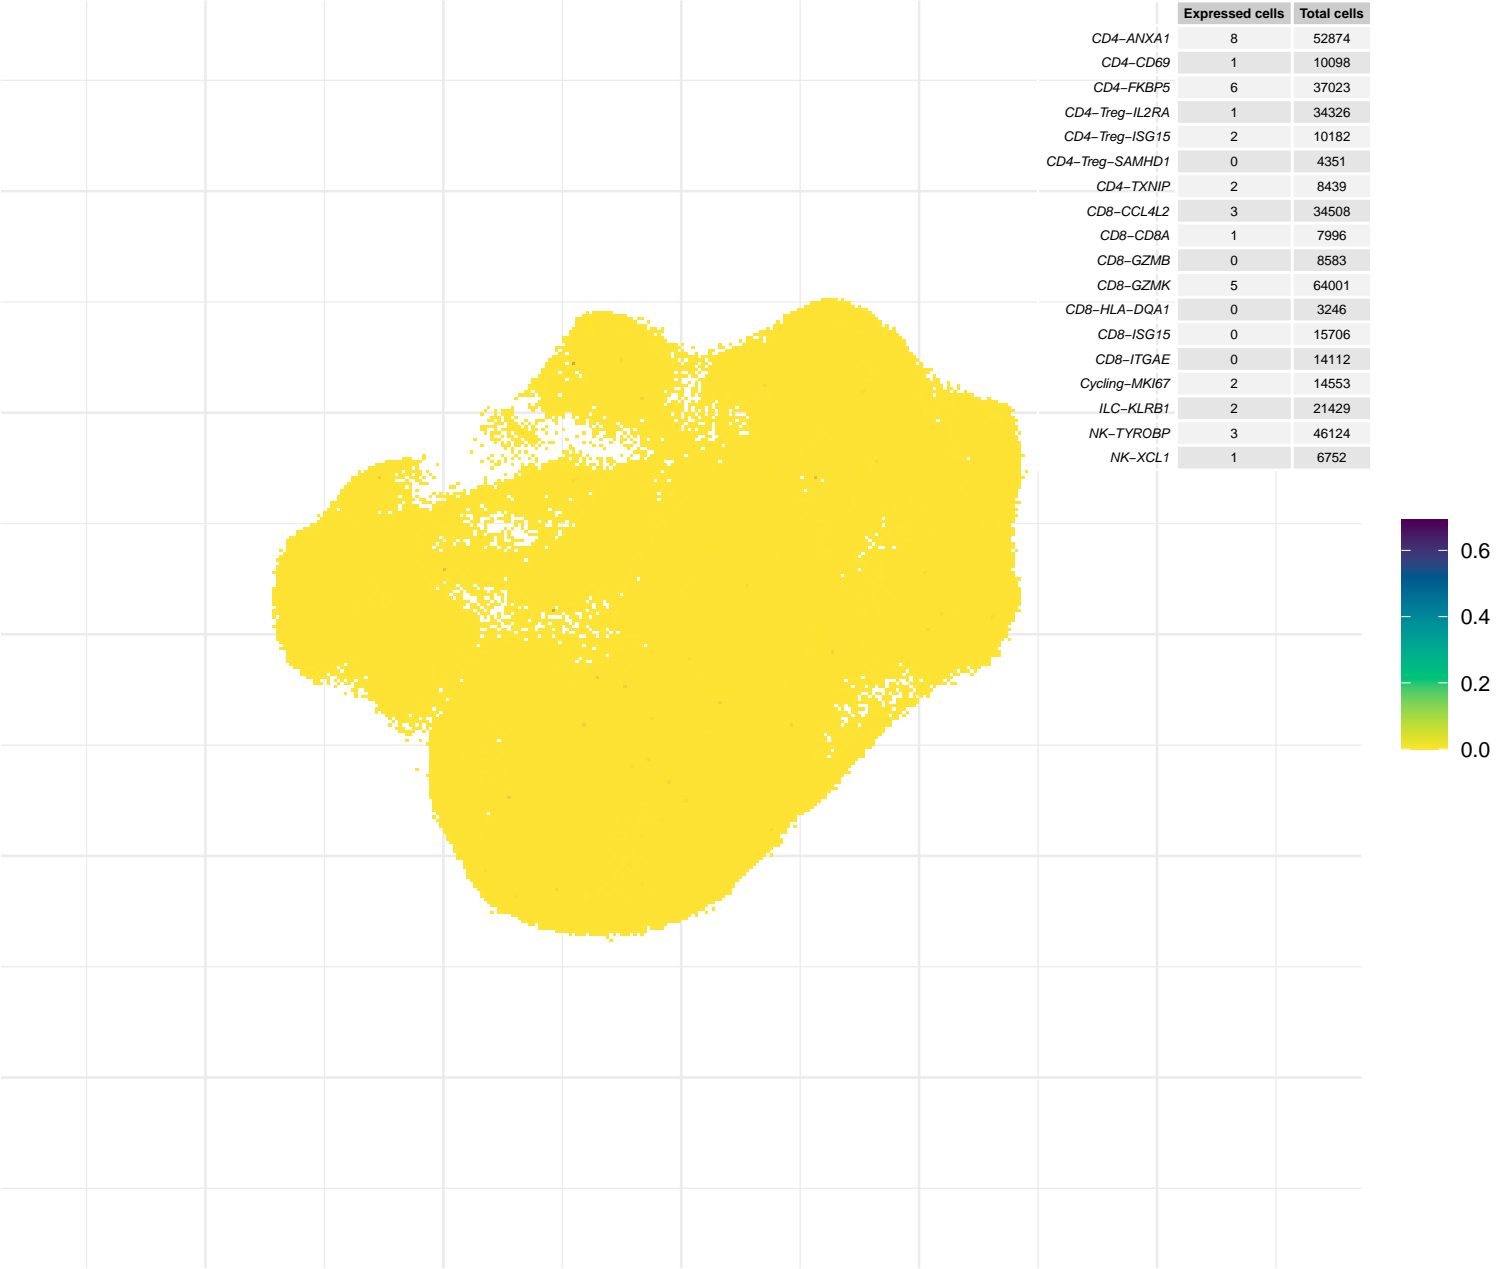 Expressed cells Total cells
CD4−ANXA1 8 52874
CD4−CD69 1 10098
CD4−FKBP5 6 37023
CD4−Treg−IL2RA 1 34326
CD4−Treg−ISG15 2 10182
CD4−Treg−SAMHD1 0 4351
CD4−TXNIP 2 8439
CD8−CCL4L2 3 34508
CD8−CD8A 1 7996
CD8−GZMB 0 8583
CD8−GZMK 5 64001
CD8−HLA−DQA1 0 3246
CD8−ISG15 0 15706
CD8−ITGAE 0 14112
Cycling−MKI67 2 14553
ILC−KLRB1 2 21429
NK−TYROBP 3 46124
NK−XCL1 1 6752
0.6
0.4
0.2
0.0